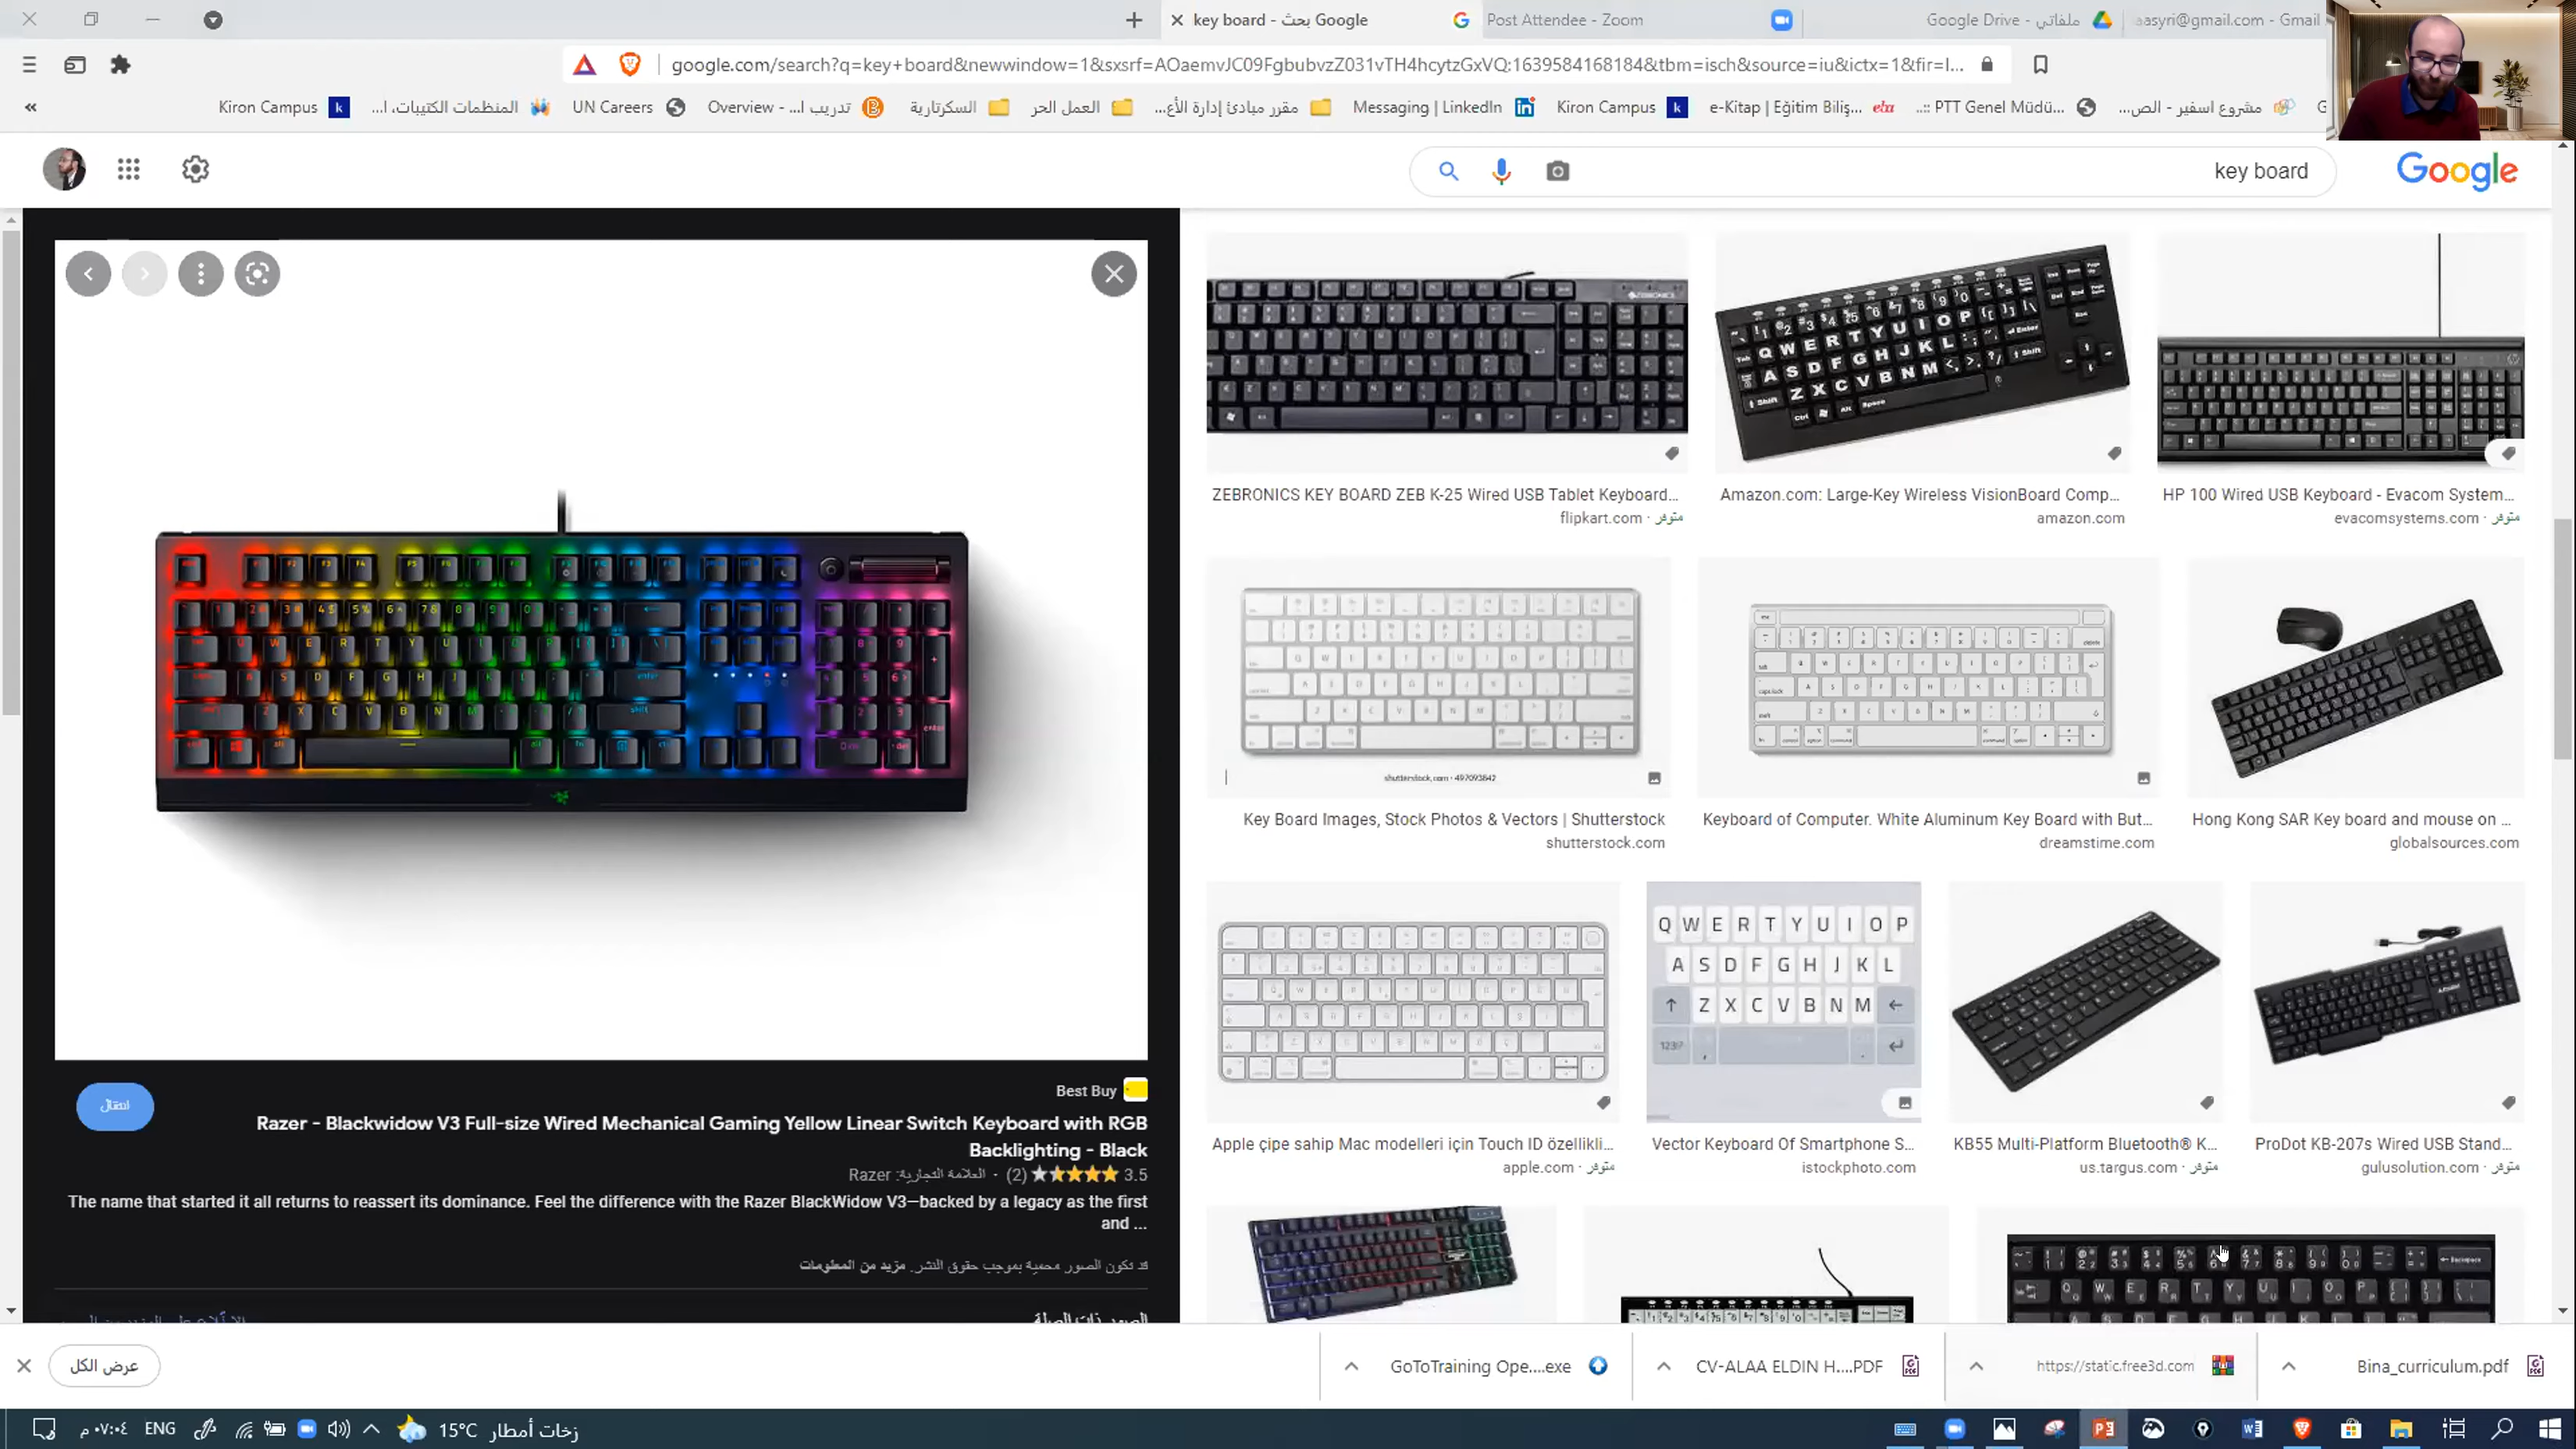 key board - بحث Google
Post Attendee - Zoom
ملفاتي - Google Drive
aasyri@gmail.com - Gmail
google.com/search?q=key+board&newwindow=1&sxsrf=AOaemvJC09FgbubvzZ031vTH4hcytzGxVQ:1639584168184&tbm=isch&source=iu&ictx=1&fir=I...
Kiron Campus
المنظمات الكتيبات، ا...
UN Careers
Overview - ...تدريب ا
السكرتارية
العمل الحر
مقرر مبادئ إدارة الأع...
Messaging | LinkedIn
Kiron Campus
e-Kitap | Eğitim Biliş...
..:: PTT Genel Müdü...
مشروع اسفير - الص...
key board
Google
ZEBRONICS KEY BOARD ZEB K-25 Wired USB Tablet Keyboard...
flipkart.com · متوفر
Amazon.com: Large-Key Wireless VisionBoard Comp...
amazon.com
HP 100 Wired USB Keyboard - Evacom System...
evacomsystems.com · متوفر
shutterstock.com · 497093842
Key Board Images, Stock Photos & Vectors | Shutterstock
shutterstock.com
Keyboard of Computer. White Aluminum Key Board with But...
dreamstime.com
Hong Kong SAR Key board and mouse on ...
globalsources.com
Q W E R T Y U I O P
A S D F G H J K L
Z X C V B N M
Apple çipe sahip Mac modelleri için Touch ID özellikli...
apple.com · متوفر
Vector Keyboard Of Smartphone S...
istockphoto.com
KB55 Multi-Platform Bluetooth® K...
us.targus.com · متوفر
ProDot KB-207s Wired USB Stand...
gulusolution.com · متوفر
Best Buy
انتقال
Razer - Blackwidow V3 Full-size Wired Mechanical Gaming Yellow Linear Switch Keyboard with RGB
Backlighting - Black
3.5 (2) · العلامة التجارية: Razer
The name that started it all returns to reassert its dominance. Feel the difference with the Razer BlackWidow V3—backed by a legacy as the first
and ...
قد تكون الصور محمية بموجب حقوق النشر. مزيد من المعلومات
الصور ذات الصلة
عرض الكل
GoToTraining Ope....exe
CV-ALAA ELDIN H....PDF
https://static.free3d.com
Bina_curriculum.pdf
٠٧:٠٤ م
ENG
15°C زخات أمطار